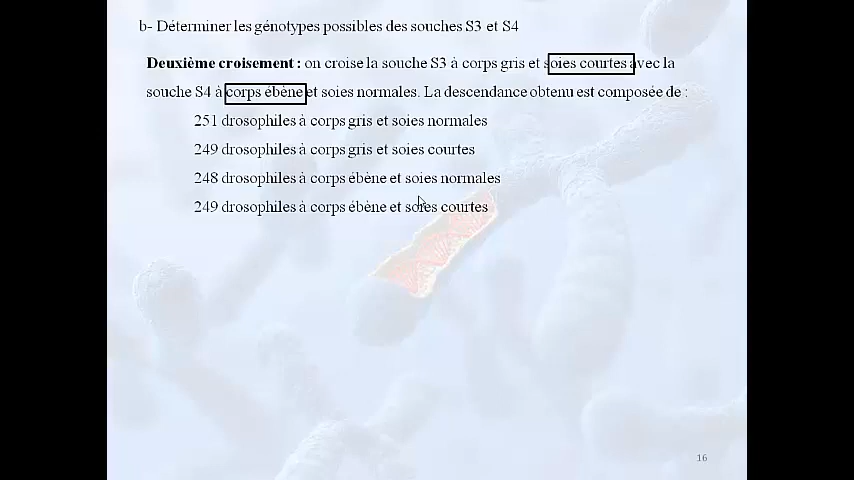 b- Déterminer les génotypes possibles des souches S3 et S4
Deuxième croisement : on croise la souche S3 à corps gris et soies courtes avec la
souche S4 à corps ébène et soies normales. La descendance obtenu est composée de :
251 drosophiles à corps gris et soies normales
249 drosophiles à corps gris et soies courtes
248 drosophiles à corps ébène et soies normales
249 drosophiles à corps ébène et soies courtes
16